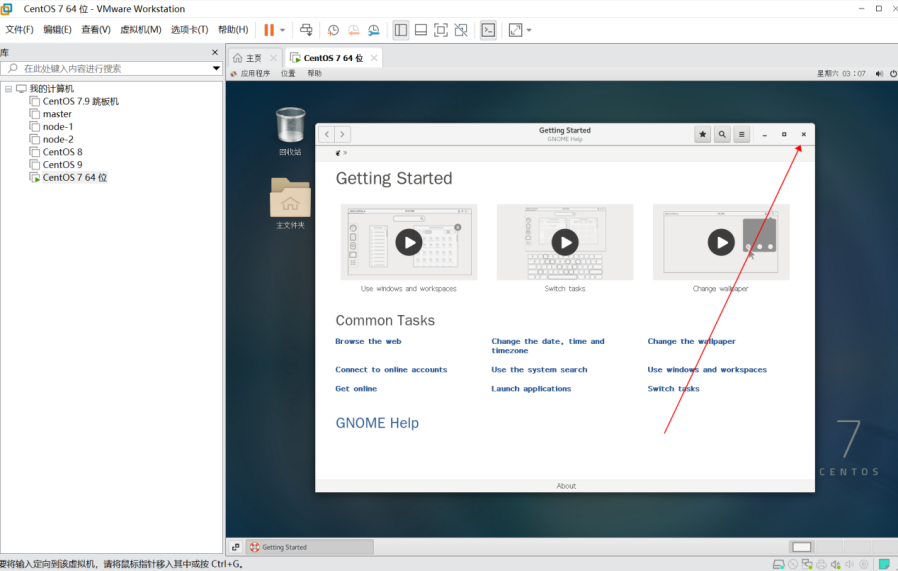 CentOS 7 64 位 - VMware Workstation
文件(F) 编辑(E) 查看(V) 虚拟机(M) 选项卡(T) 帮助(H)
库
在此处键入内容进行搜索
我的计算机
CentOS 7.9 跳板机
master
node-1
node-2
CentOS 8
CentOS 9
CentOS 7 64 位
主页
CentOS 7 64 位
应用程序 位置 帮助
星期六 03:07
回收站
主文件夹
Getting Started
GNOME Help
Getting Started
Use windows and workspaces
Switch tasks
Change wallpaper
Common Tasks
Browse the web
Change the date, time and
timezone
Change the wallpaper
Connect to online accounts
Use the system search
Use windows and workspaces
Get online
Launch applications
Switch tasks
GNOME Help
About
7
CENTOS
Getting Started
要将输入定向到该虚拟机，请将鼠标指针移入其中或按 Ctrl+G。